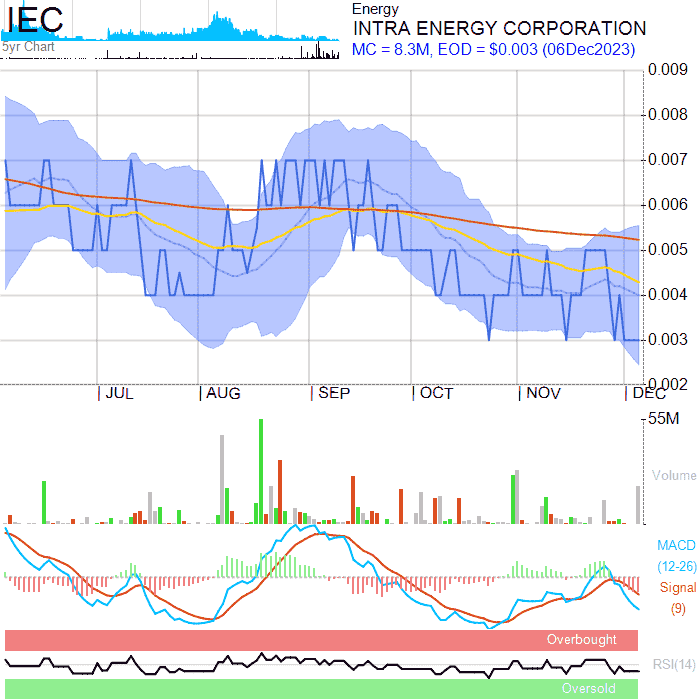 IEC
Energy
INTRA ENERGY CORPORATION
5yr Chart
MC = 8.3M, EOD = $0.003 (06Dec2023)
0.009
0.008
0.007
0.006
0.005
0.004
0.003
0.002
JUL
AUG
SEP
OCT
NOV
DEC
55M
Volume
MACD
(12-26)
Signal
(9)
Overbought
RSI(14)
Oversold